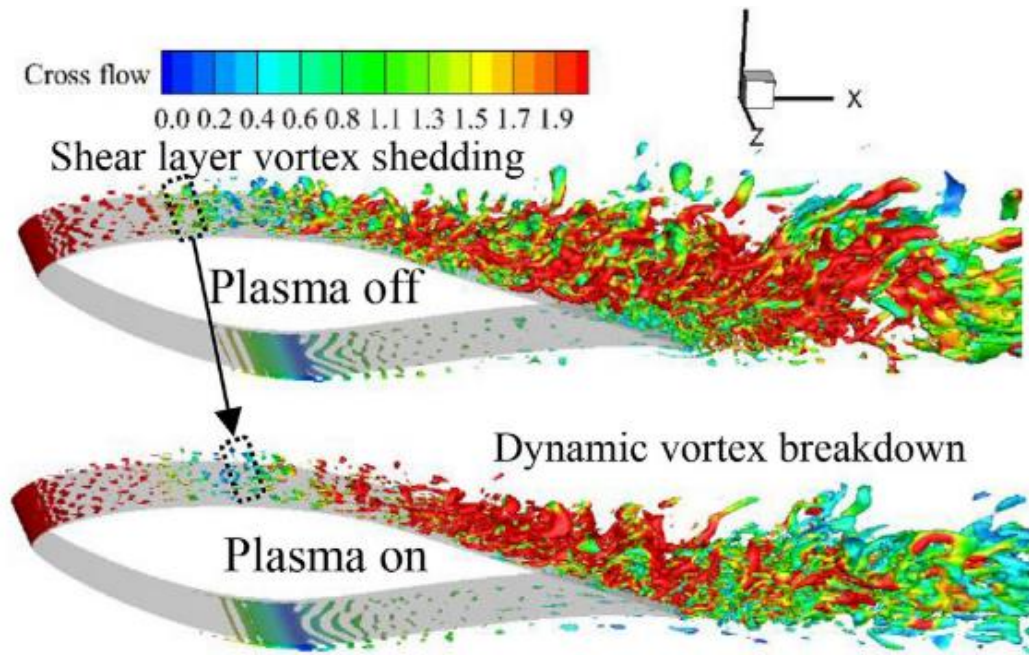 Cross flow
0.0 0.2 0.4 0.6 0.8 1.1 1.3 1.5 1.7 1.9
X
Z
Shear layer vortex shedding
Plasma off
Dynamic vortex breakdown
Plasma on